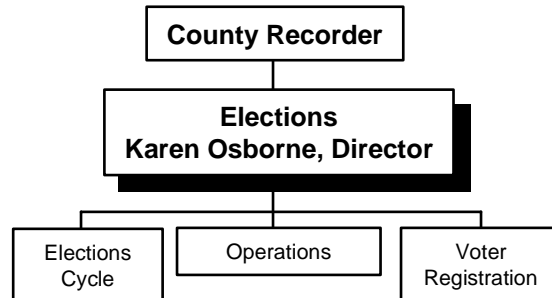 County Recorder
Elections
Karen Osborne, Director
Elections
Cycle
Operations
Voter
Registration